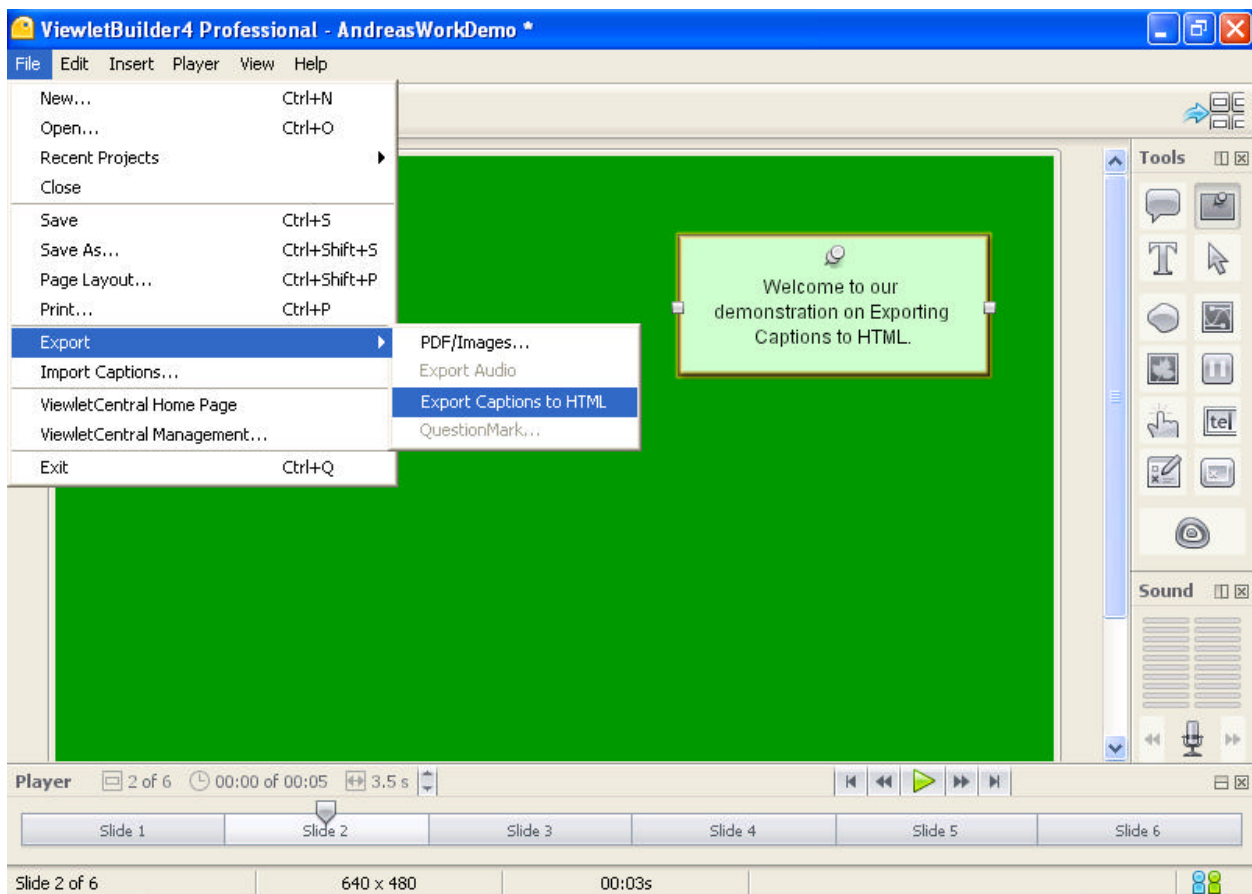 ViewletBuilder4 Professional - AndreasWorkDemo *
File Edit Insert Player View Help
New... Ctrl+N
Open... Ctrl+O
Recent Projects
Close
Save Ctrl+S
Save As... Ctrl+Shift+S
Page Layout... Ctrl+Shift+P
Print... Ctrl+P
Export
Import Captions...
ViewletCentral Home Page
ViewletCentral Management...
Exit Ctrl+Q
PDF/Images...
Export Audio
Export Captions to HTML
QuestionMark...
Welcome to our
demonstration on Exporting
Captions to HTML.
Tools
T
tel
Sound
Player 2 of 6 00:00 of 00:05 3.5 s
Slide 1 Slide 2 Slide 3 Slide 4 Slide 5 Slide 6
Slide 2 of 6 640 x 480 00:03s